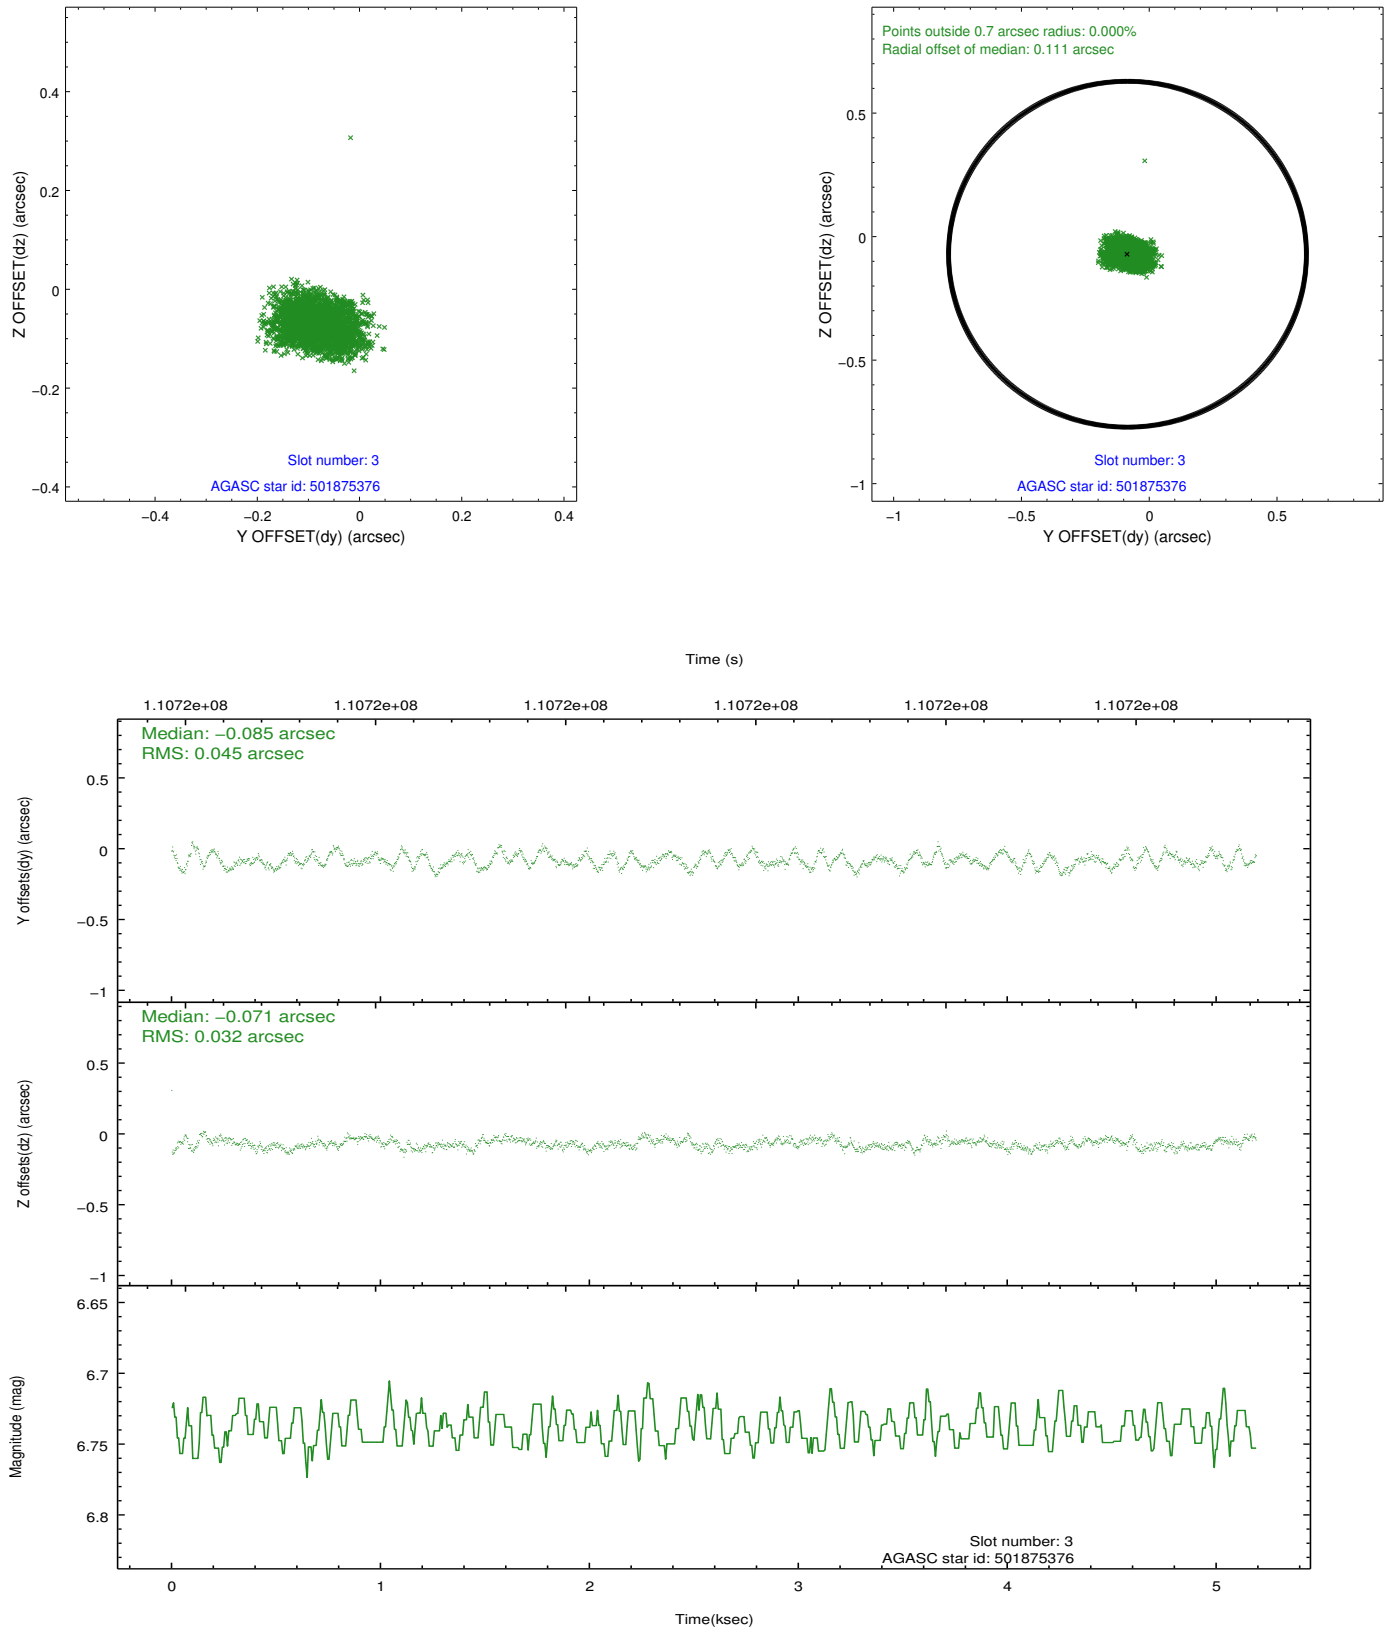 0.4
0.2
0
−0.2
−0.4
Z OFFSET(dz) (arcsec)
Slot number: 3
AGASC star id: 501875376
−0.4
−0.2
0
0.2
0.4
Y OFFSET(dy) (arcsec)
Points outside 0.7 arcsec radius: 0.000%
Radial offset of median: 0.111 arcsec
0.5
0
−0.5
−1
Z OFFSET(dz) (arcsec)
Slot number: 3
AGASC star id: 501875376
−1
−0.5
0
0.5
Y OFFSET(dy) (arcsec)
Time (s)
1.1072e+08
1.1072e+08
1.1072e+08
1.1072e+08
1.1072e+08
1.1072e+08
Median: −0.085 arcsec
RMS: 0.045 arcsec
0.5
0
−0.5
−1
Y offsets(dy) (arcsec)
Median: −0.071 arcsec
RMS: 0.032 arcsec
0.5
0
−0.5
−1
Z offsets(dz) (arcsec)
6.65
6.7
6.75
6.8
Magnitude (mag)
Slot number: 3
AGASC star id: 501875376
0
1
2
3
4
5
Time(ksec)